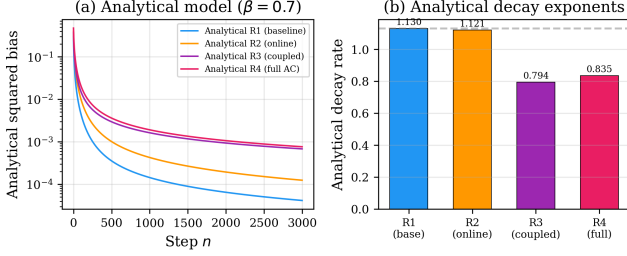 (a) Analytical model (β = 0.7)
Analytical squared bias
10⁻¹
10⁻²
10⁻³
10⁻⁴
Analytical R1 (baseline)
Analytical R2 (online)
Analytical R3 (coupled)
Analytical R4 (full AC)
0 500 1000 1500 2000 2500 3000
Step n
(b) Analytical decay exponents
Analytical decay rate
1.0
0.8
0.6
0.4
0.2
0.0
1.130
1.121
0.794
0.835
R1 R2 R3 R4
(base) (online) (coupled) (full)